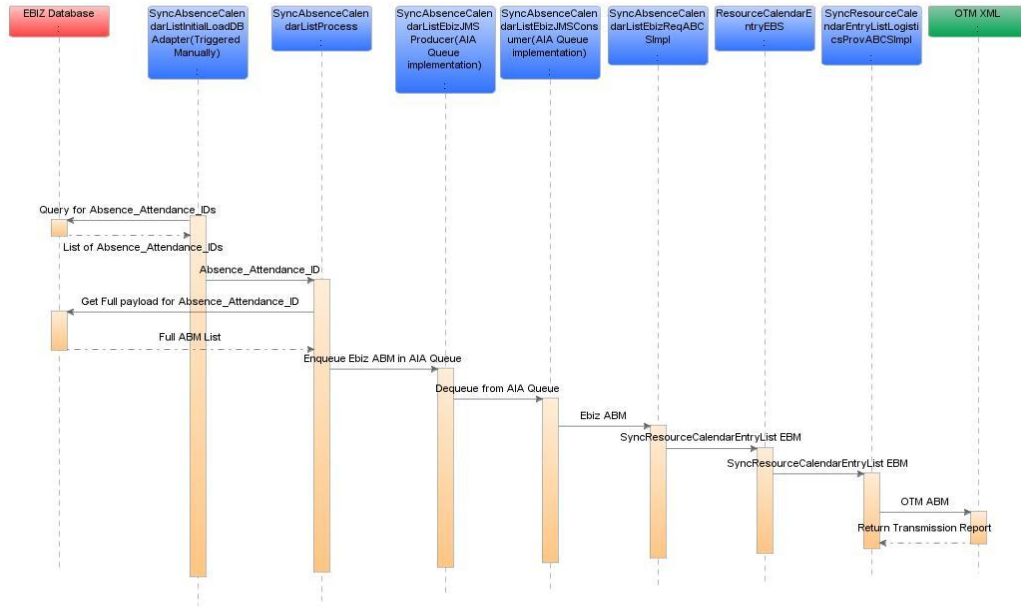 EBIZ Database
:
SyncAbsenceCalen
darListInitialLoadDB
Adapter(Triggered
Manually)
:
SyncAbsenceCalen
darListProcess
:
SyncAbsenceCalen
darListEbizJMS
Producer(AIA
Queue
implementation)
:
SyncAbsenceCalen
darListEbizJMSCons
umer(AIA Queue
implementation)
:
SyncAbsenceCalen
darListEbizReqABC
SImpl
:
ResourceCalendarE
ntryEBS
:
SyncResourceCale
ndarEntryListLogisti
csProvABCSImpl
:
OTM XML
:
Query for Absence_Attendance_IDs
List of Absence_Attendance_IDs
Absence_Attendance_ID
Get Full payload for Absence_Attendance_ID
Full ABM List
Enqueue Ebiz ABM in AIA Queue
Dequeue from AIA Queue
Ebiz ABM
SyncResourceCalendarEntryList EBM
SyncResourceCalendarEntryList EBM
OTM ABM
Return Transmission Report